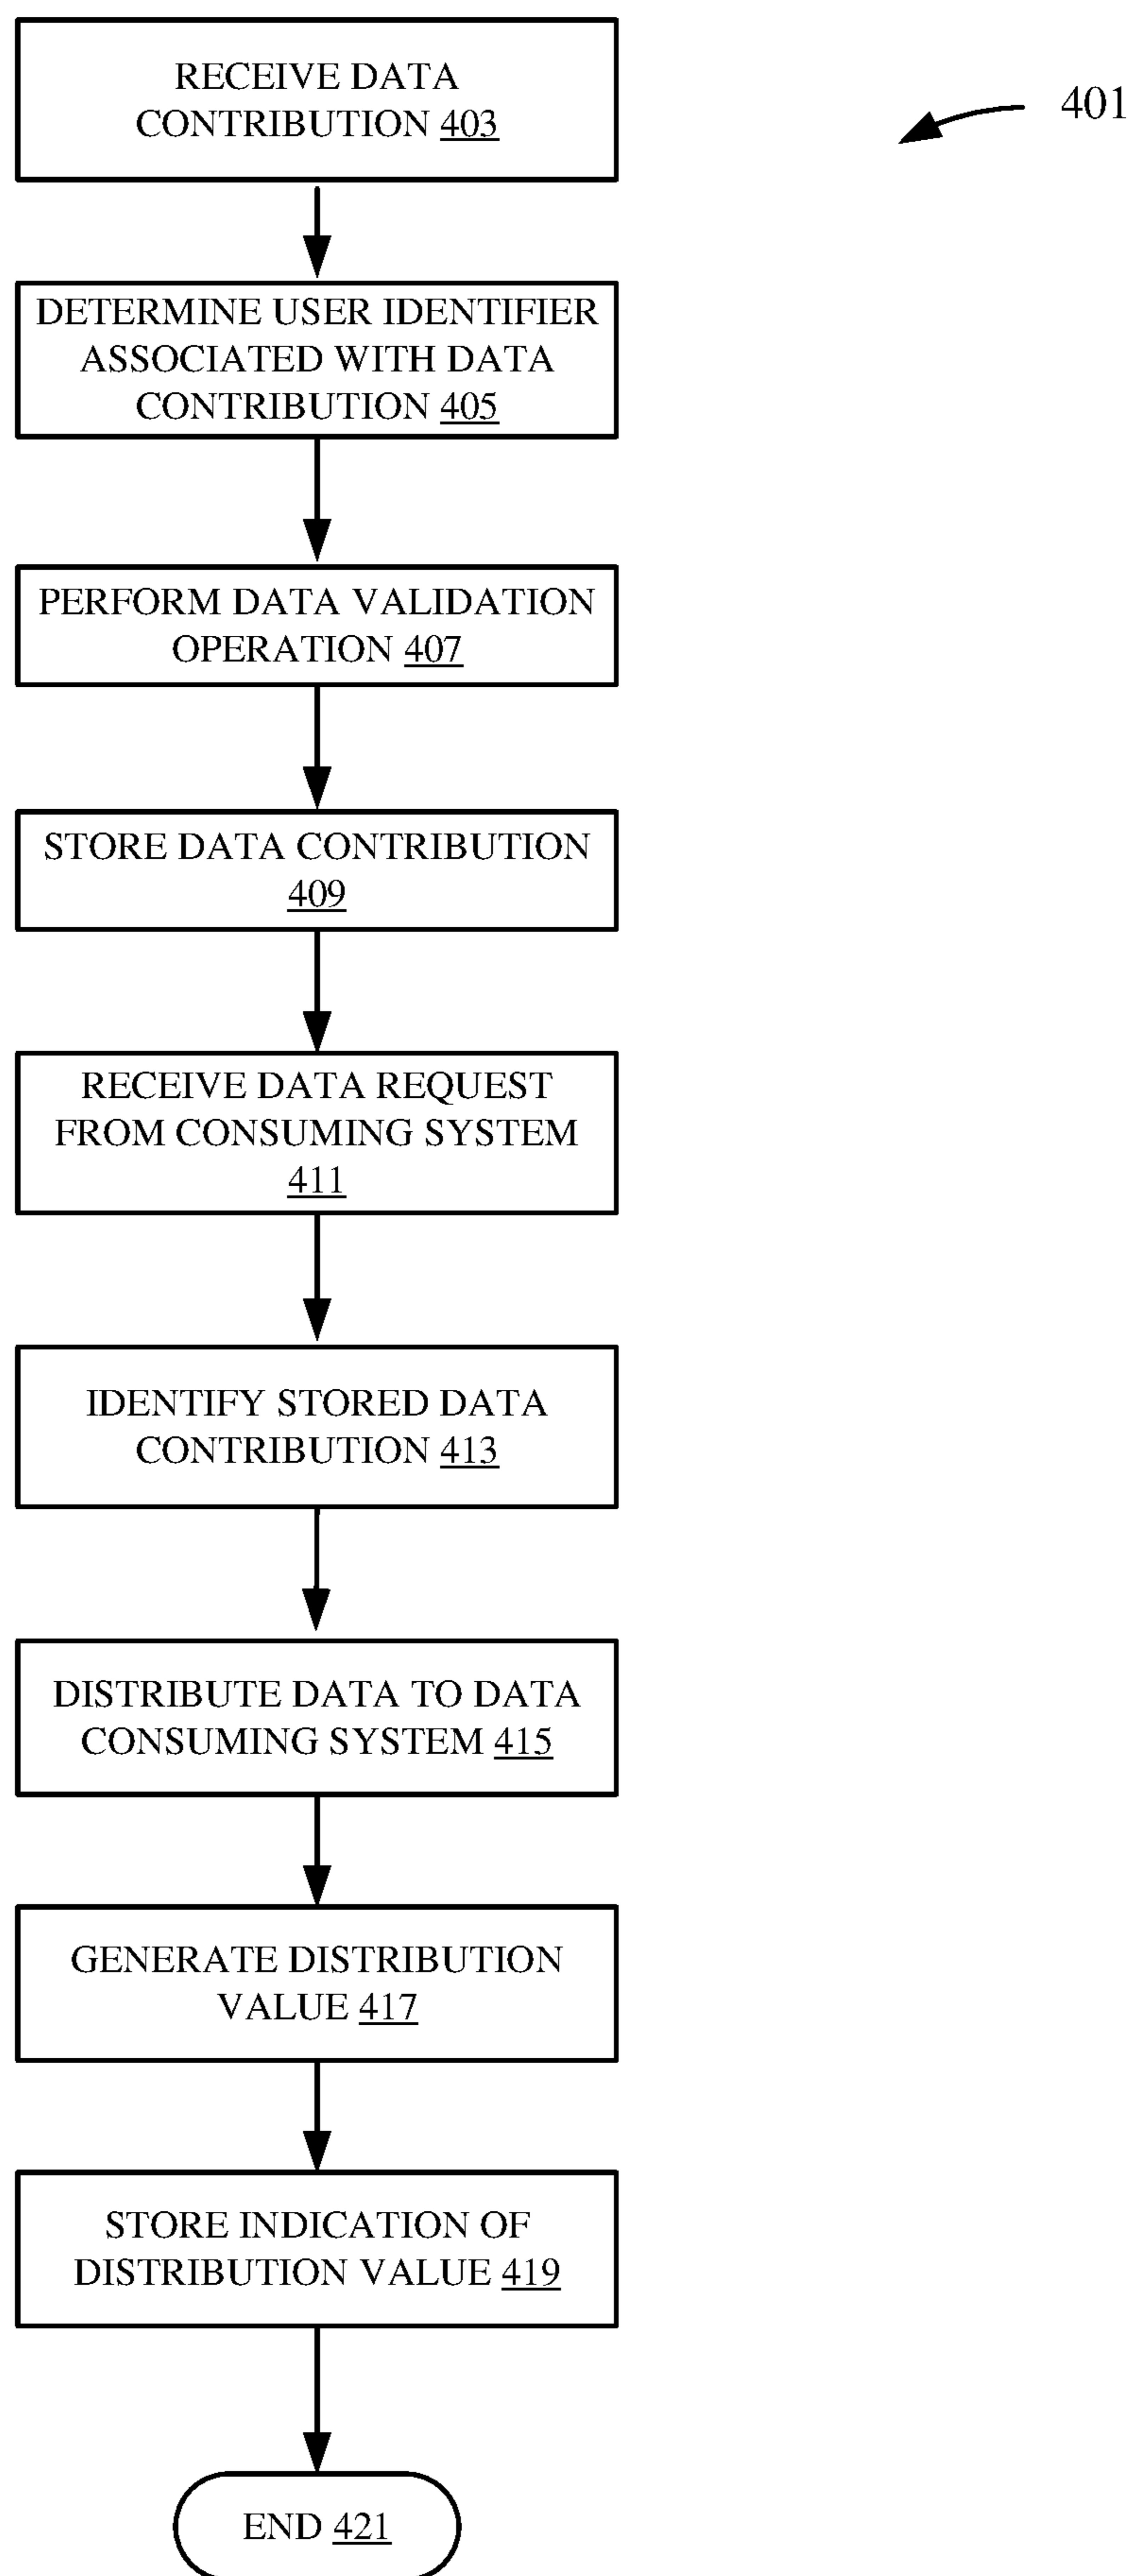 RECEIVE DATA
CONTRIBUTION 403
401
DETERMINE USER IDENTIFIER
ASSOCIATED WITH DATA
CONTRIBUTION 405
PERFORM DATA VALIDATION
OPERATION 407
STORE DATA CONTRIBUTION
409
RECEIVE DATA REQUEST
FROM CONSUMING SYSTEM
411
IDENTIFY STORED DATA
CONTRIBUTION 413
DISTRIBUTE DATA TO DATA
CONSUMING SYSTEM 415
GENERATE DISTRIBUTION
VALUE 417
STORE INDICATION OF
DISTRIBUTION VALUE 419
END 421